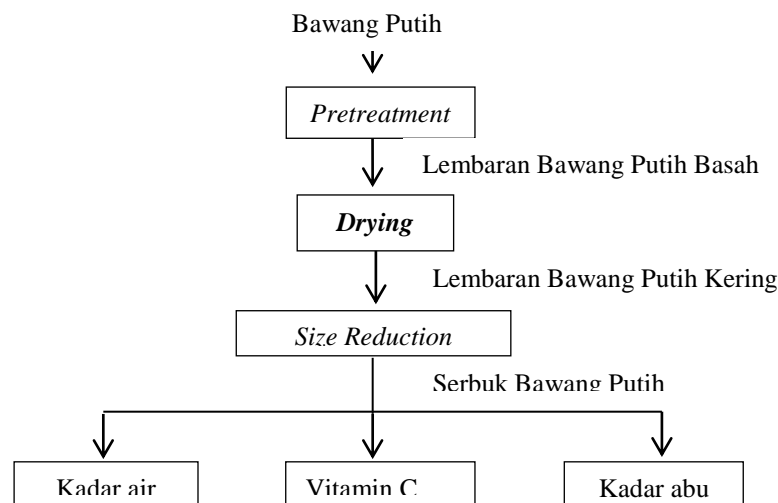 Bawang Putih
Pretreatment
Lembaran Bawang Putih Basah
Drying
Lembaran Bawang Putih Kering
Size Reduction
Serbuk Bawang Putih
Kadar air
Vitamin C
Kadar abu